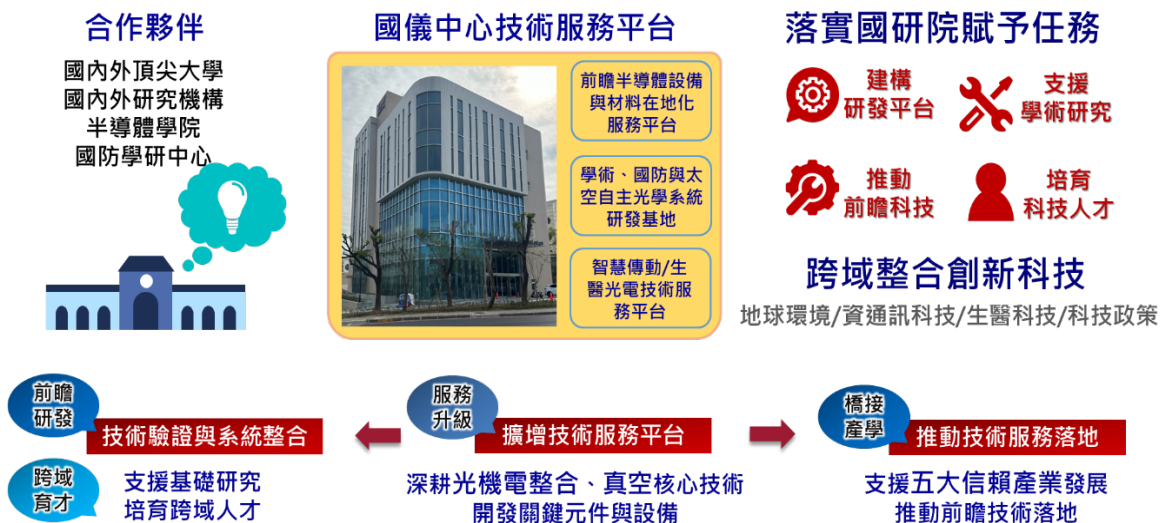 合作夥伴
國內外頂尖大學
國內外研究機構
半導體學院
國防學研中心
國儀中心技術服務平台
前瞻半導體設備
與材料在地化
服務平台
學術、國防與太
空自主光學系統
研發基地
智慧傳動/生
醫光電技術服
務平台
落實國研院賦予任務
建構
研發平台
支援
學術研究
推動
前瞻科技
培育
科技人才
跨域整合創新科技
地球環境/資通訊科技/生醫科技/科技政策
前瞻
研發
技術驗證與系統整合
跨域
育才
支援基礎研究
培育跨域人才
服務
升級
擴增技術服務平台
深耕光機電整合、真空核心技術
開發關鍵元件與設備
橋接
產學
推動技術服務落地
支援五大信賴產業發展
推動前瞻技術落地